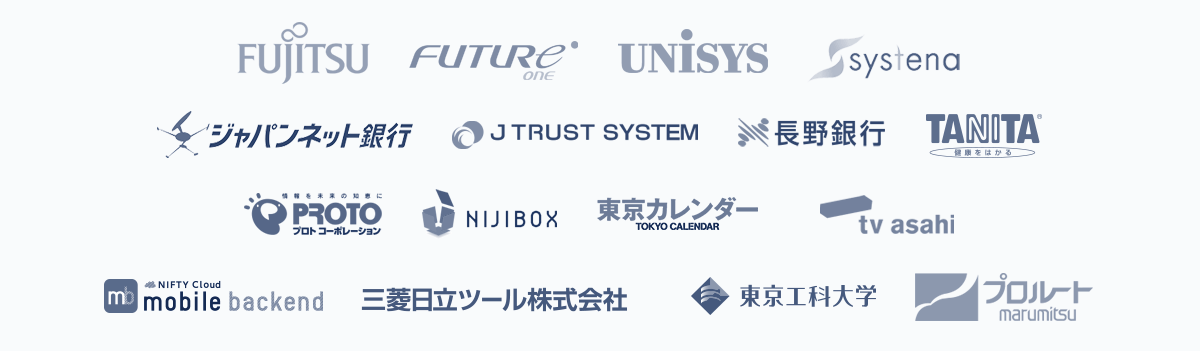 FUJITSU
FUTURe
ONE
UNiSYS
systena
ジャパンネット銀行
J TRUST SYSTEM
長野銀行
TANITA®
健康をはかる
情報を未来の知恵に
PROTO
プロト コーポレーション
NIJIBOX
東京カレンダー
TOKYO CALENDAR
tv asahi
mb
NIFTY Cloud
mobile backend
三菱日立ツール株式会社
東京工科大学
プロルート
marumitsu